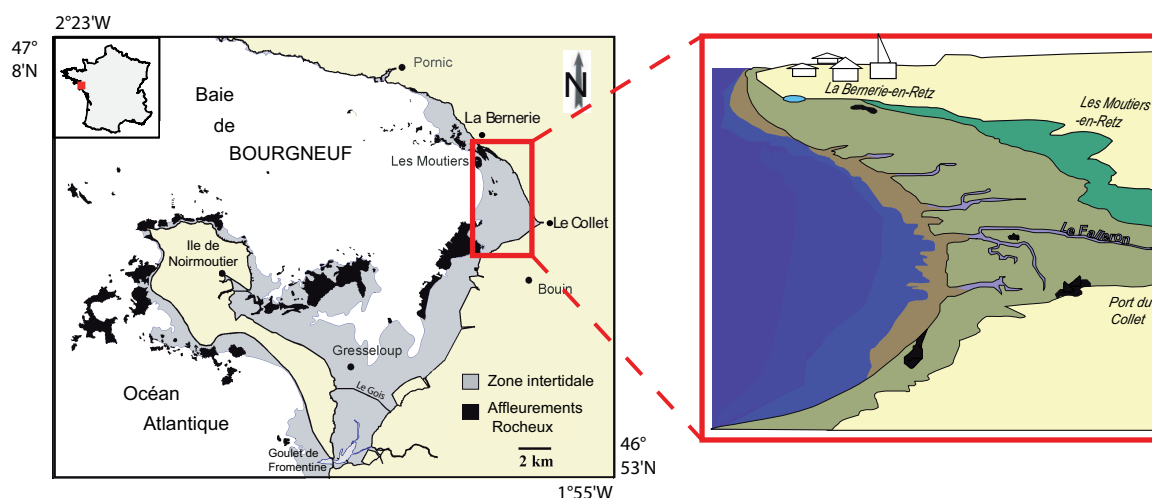 2°23'W
47°
8'N
Pornic
N
Baie
de
BOURGNEUF
La Bernerie
Les Moutiers
Le Collet
Ile de
Noirmoutier
Bouin
Gresseloup
Zone intertidale
Le Gois
Affleurements
Rocheux
Océan
Atlantique
Goulet de
Fromentine
2 km
46°
53'N
1°55'W
La Bernerie-en-Retz
Les Moutiers
-en-Retz
Le Falleron
Port du
Collet